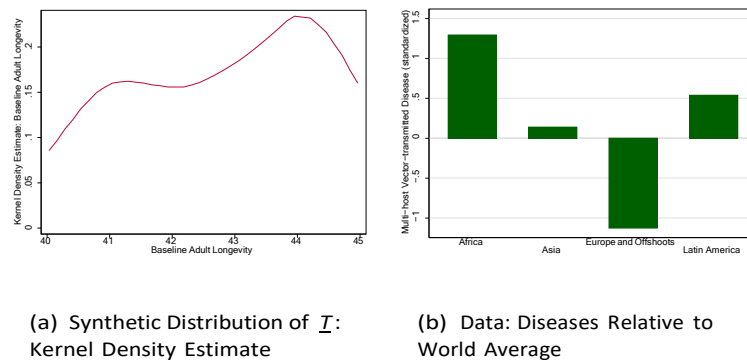 Kernel Density Estimate: Baseline Adult Longevity
0 .05 .1 .15 .2
40 41 42 43 44 45
Baseline Adult Longevity
Multi-host Vector-transmitted Disease (standardized)
-1 -.5 0 .5 1 1.5
Africa Europe and Offshoots
Asia Latin America
(a) Synthetic Distribution of T:
Kernel Density Estimate
(b) Data: Diseases Relative to
World Average